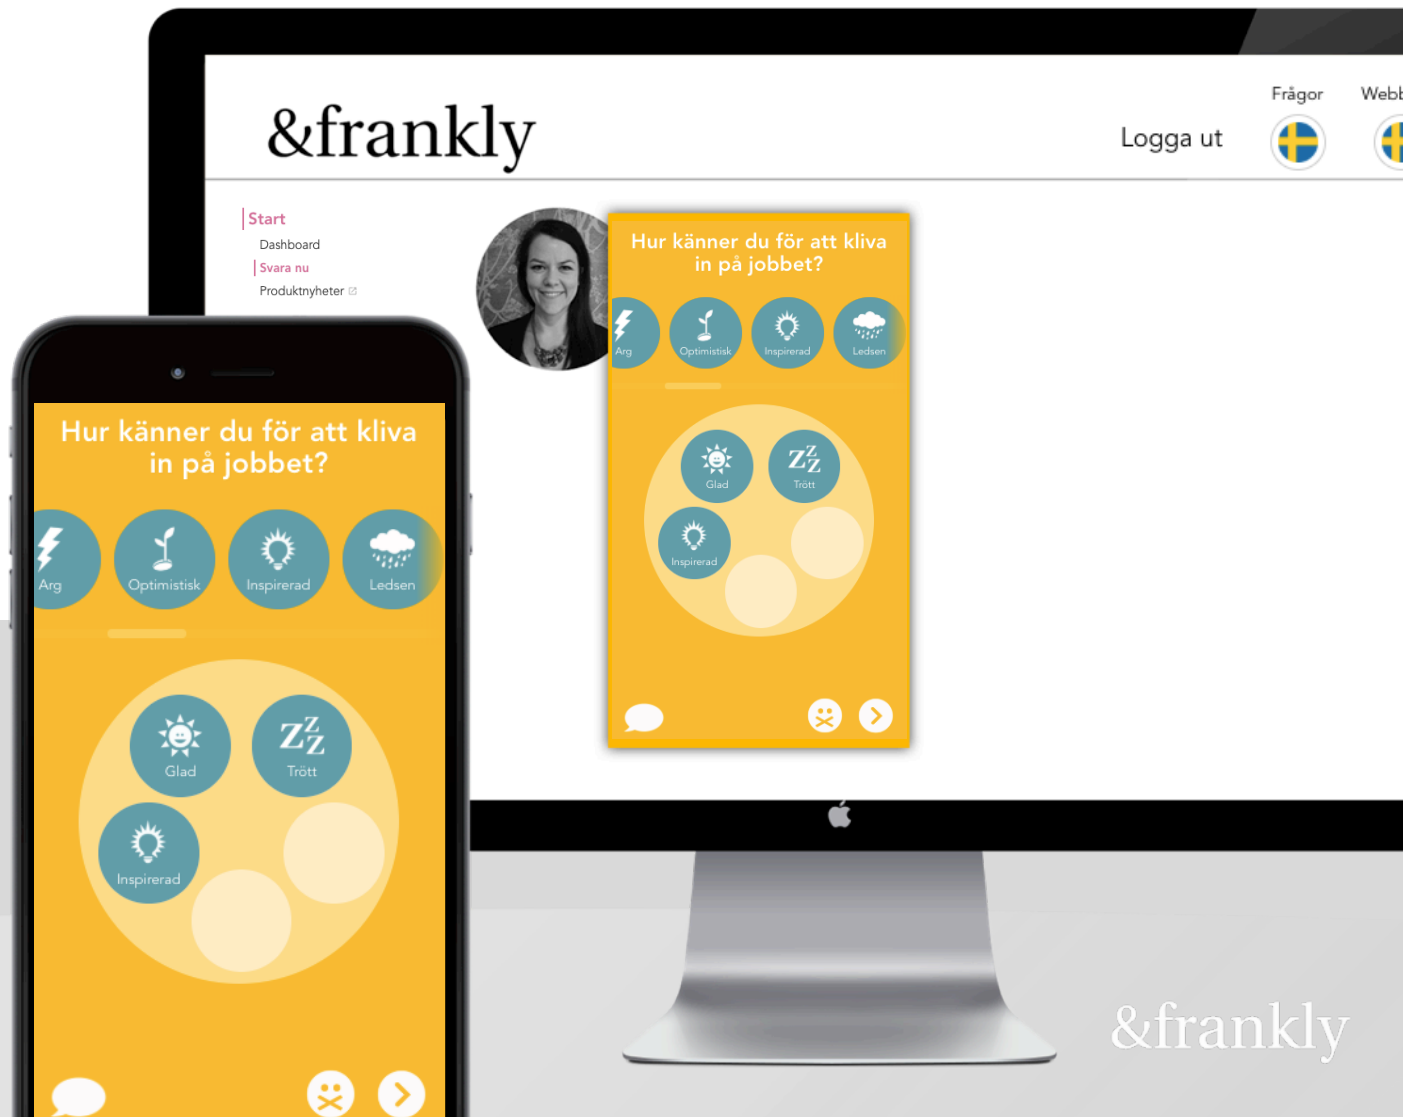 &frankly
Logga ut
Frågor
Start
Dashboard
Svara nu
Produktnyheter
Hur känner du för att kliva
in på jobbet?
Arg
Optimistisk
Inspirerad
Ledsen
Glad
ZZZ
Trött
Inspirerad
Hur känner du för att kliva
in på jobbet?
Arg
Optimistisk
Inspirerad
Ledsen
Glad
ZZZ
Trött
Inspirerad
&frankly